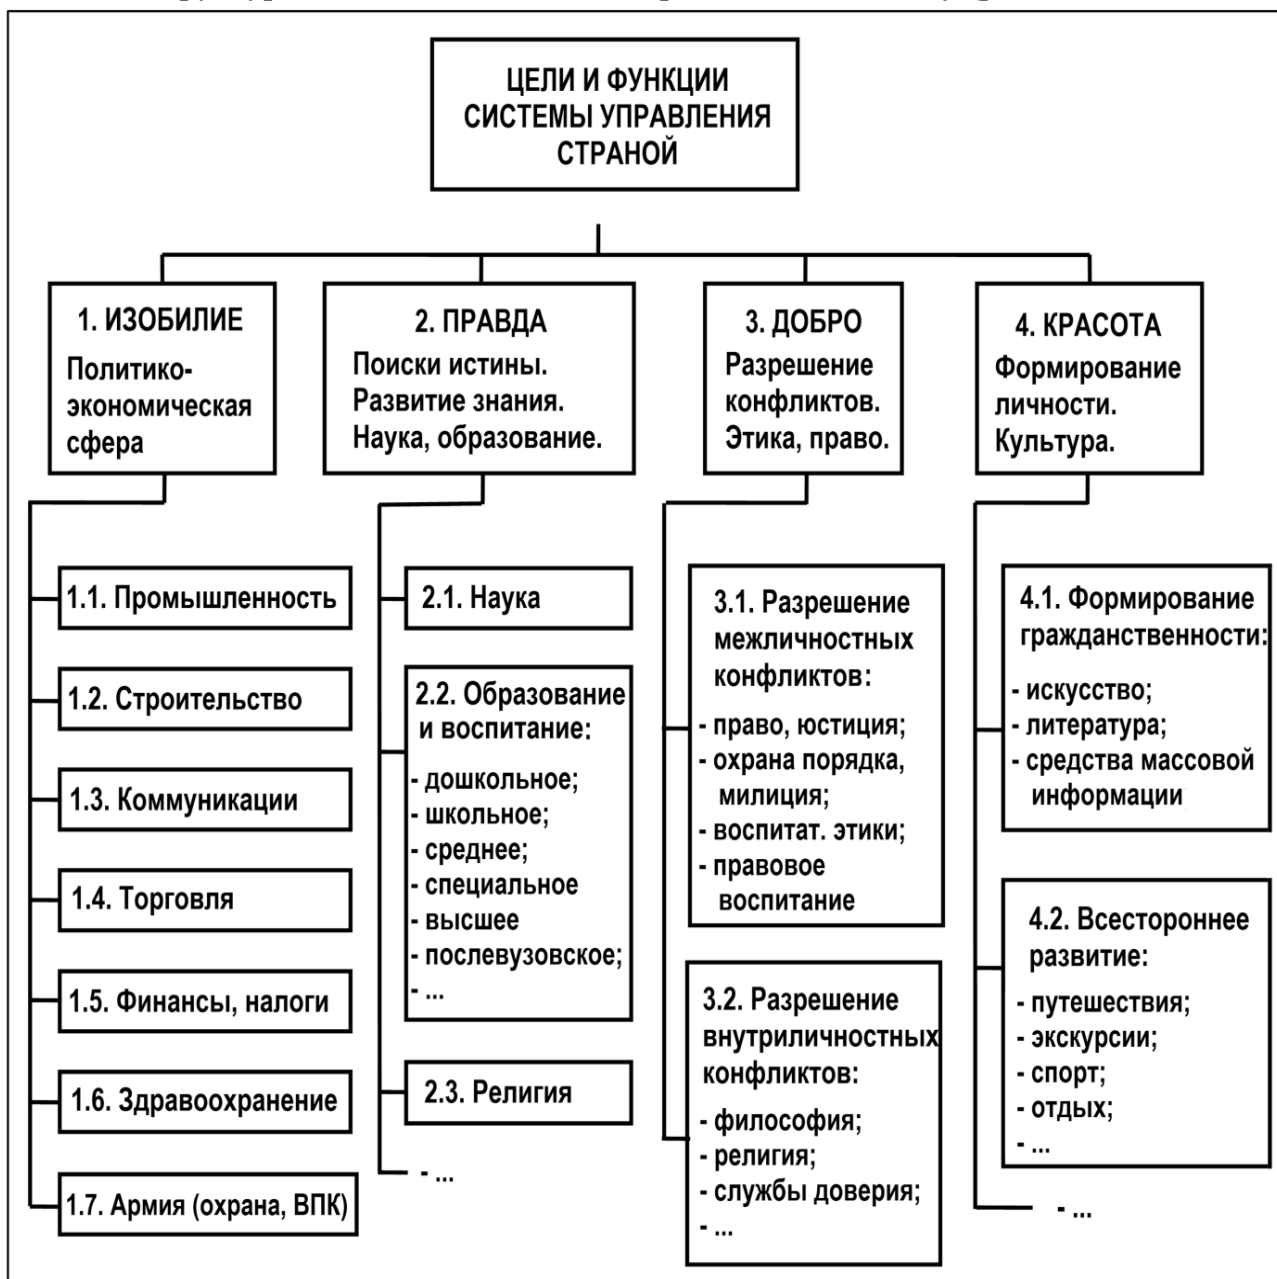 ЦЕЛИ И ФУНКЦИИ
СИСТЕМЫ УПРАВЛЕНИЯ
СТРАНОЙ
1. ИЗОБИЛИЕ
Политико-
экономическая
сфера
2. ПРАВДА
Поиски истины.
Развитие знания.
Наука, образование.
3. ДОБРО
Разрешение
конфликтов.
Этика, право.
4. КРАСОТА
Формирование
личности.
Культура.
1.1. Промышленность
1.2. Строительство
1.3. Коммуникации
1.4. Торговля
1.5. Финансы, налоги
1.6. Здравоохранение
1.7. Армия (охрана, ВПК)
2.1. Наука
2.2. Образование
и воспитание:
- дошкольное;
- школьное;
- среднее;
- специальное
- высшее
- послевузовское;
- ...
2.3. Религия
- ...
3.1. Разрешение
межличностных
конфликтов:
- право, юстиция;
- охрана порядка,
милиция;
- воспитат. этики;
- правовое
воспитание
3.2. Разрешение
внутриличностных
конфликтов:
- философия;
- религия;
- службы доверия;
- ...
4.1. Формирование
гражданственности:
- искусство;
- литература;
- средства массовой
информации
4.2. Всестороннее
развитие:
- путешествия;
- экскурсии;
- спорт;
- отдых;
- ...
- ...